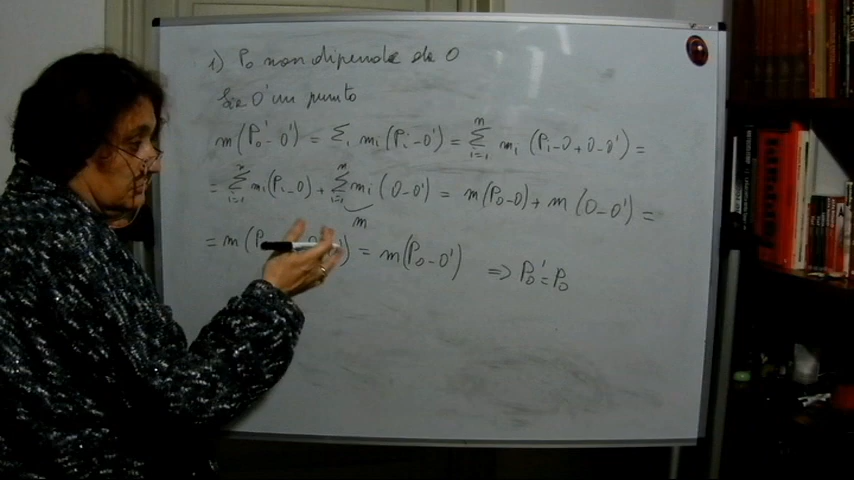 1) P₀ non dipende da O
Sia O' un punto
m(P₀' - O') = Σᵢ mᵢ(Pᵢ - O') = Σⁿᵢ₌₁ mᵢ (Pᵢ - O + O - O') =
= Σⁿᵢ₌₁ mᵢ(Pᵢ - O) + Σⁿᵢ₌₁ mᵢ (O - O') = m(P₀ - O) + m (O - O') =
m
= m(P ) = m(P₀ - O') => P₀' = P₀